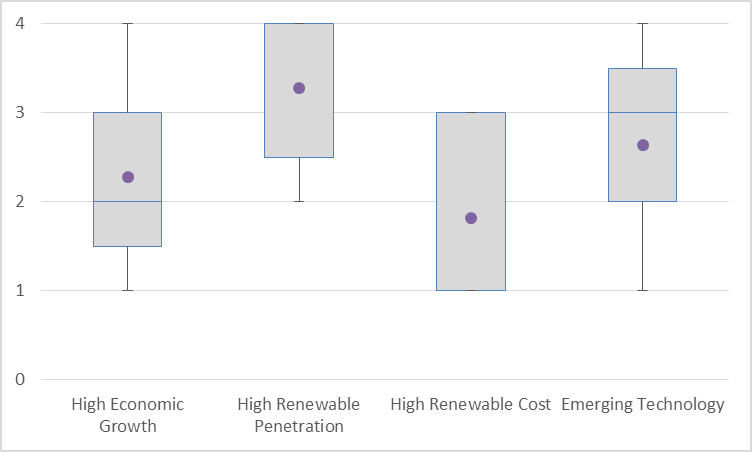 4
3
2
1
0
High Economic
Growth
High Renewable
Penetration
High Renewable Cost
Emerging Technology